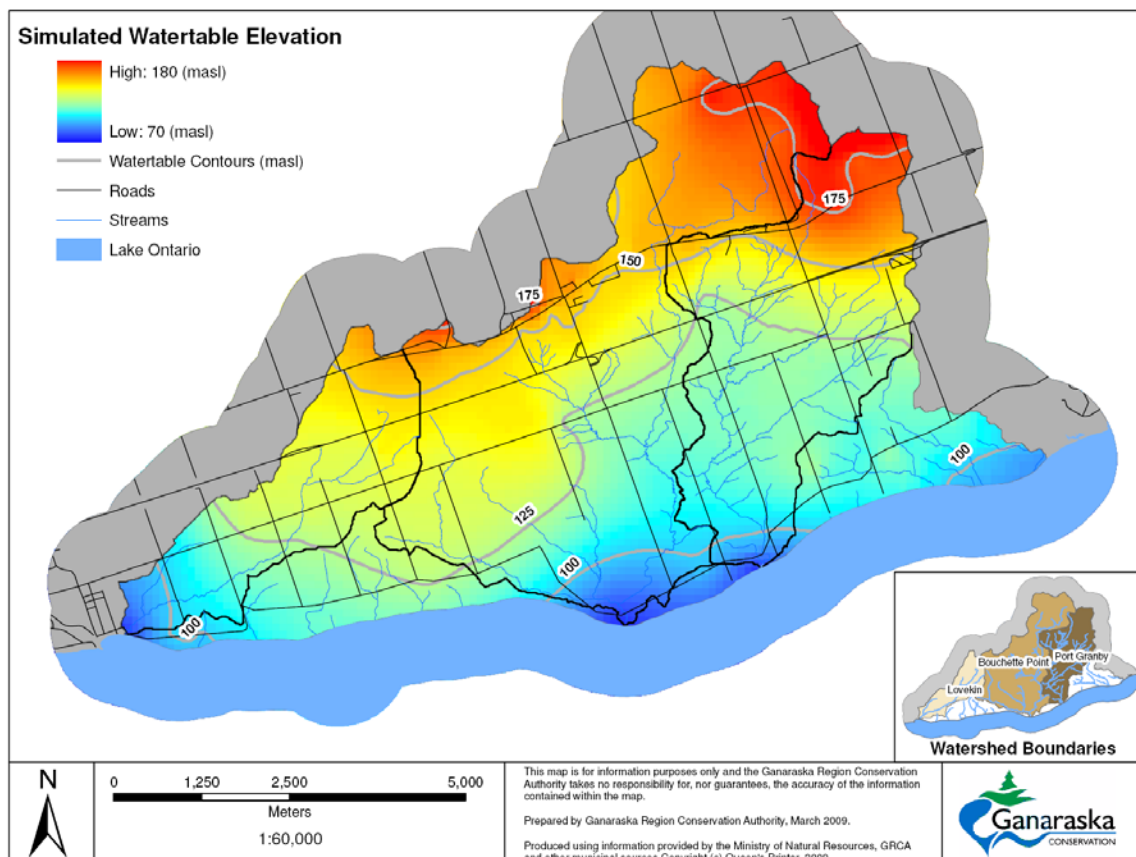 Simulated Watertable Elevation
High: 180 (masl)
Low: 70 (masl)
Watertable Contours (masl)
Roads
Streams
Lake Ontario
175
150
175
125
100
100
100
Bouchette Point
Port Granby
Lovekin
Watershed Boundaries
N
0 1,250 2,500 5,000
Meters
1:60,000
This map is for information purposes only and the Ganaraska Region Conservation
Authority takes no responsibility for, nor guarantees, the accuracy of the information
contained within the map.
Prepared by Ganaraska Region Conservation Authority, March 2009.
Produced using information provided by the Ministry of Natural Resources, GRCA
Ganaraska
CONSERVATION